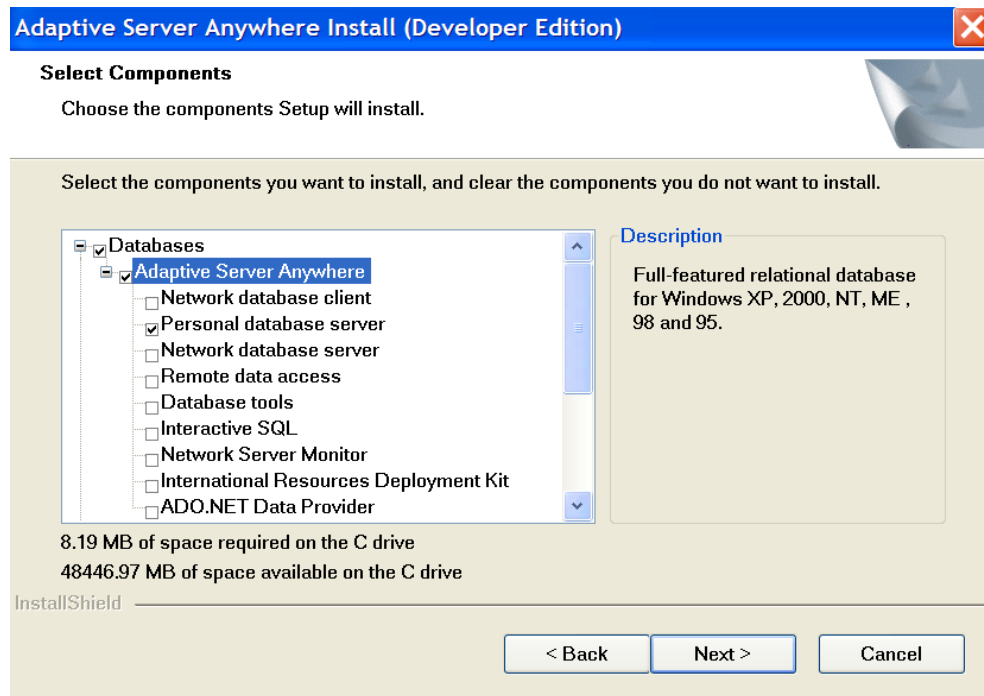 Adaptive Server Anywhere Install (Developer Edition)
Select Components
Choose the components Setup will install.
Select the components you want to install, and clear the components you do not want to install.
Databases
Adaptive Server Anywhere
Network database client
Personal database server
Network database server
Remote data access
Database tools
Interactive SQL
Network Server Monitor
International Resources Deployment Kit
ADO.NET Data Provider
Description
Full-featured relational database
for Windows XP, 2000, NT, ME ,
98 and 95.
8.19 MB of space required on the C drive
48446.97 MB of space available on the C drive
InstallShield
< Back
Next >
Cancel